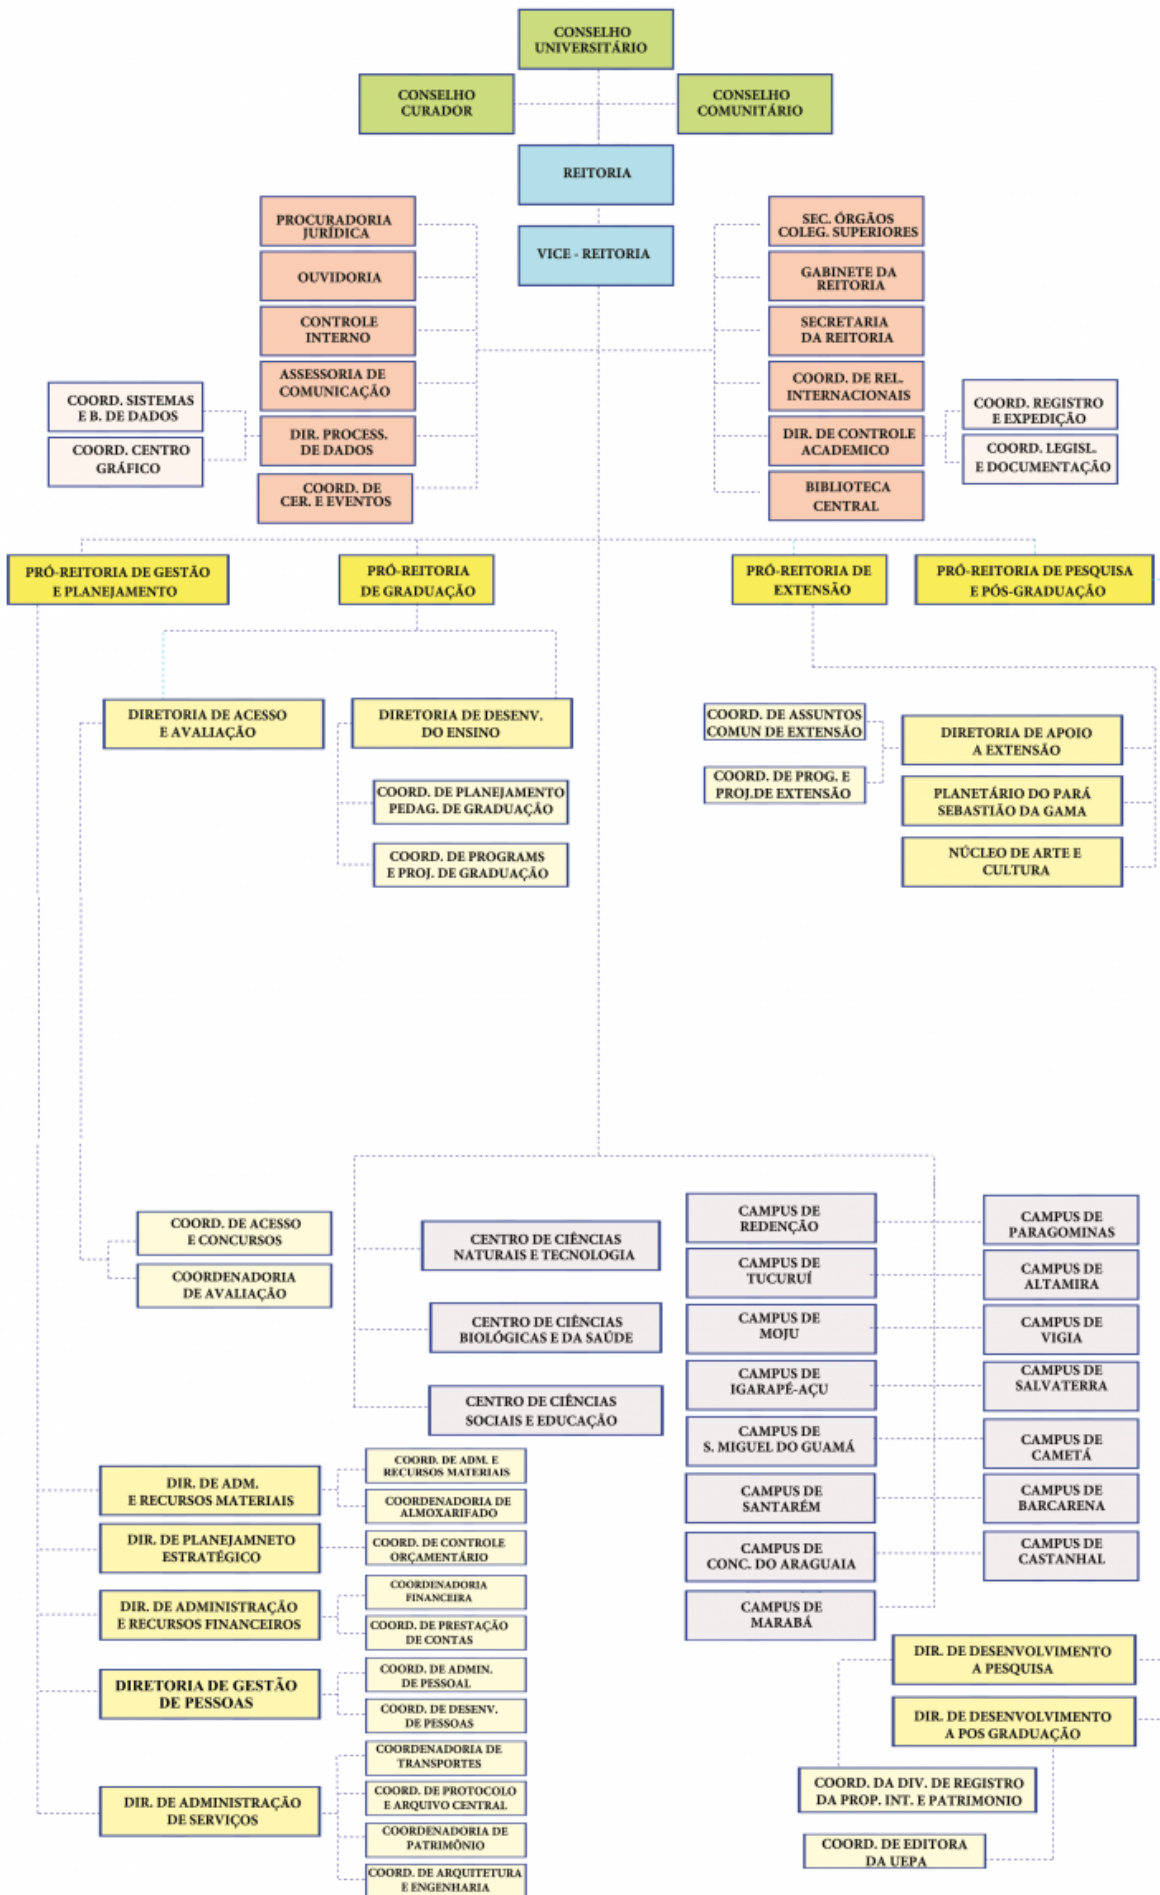 CONSELHO
UNIVERSITÁRIO
CONSELHO
CURADOR
CONSELHO
COMUNITÁRIO
REITORIA
VICE - REITORIA
PROCURADORIA
JURÍDICA
OUVIDORIA
CONTROLE
INTERNO
ASSESSORIA DE
COMUNICAÇÃO
DIR. PROCESS.
DE DADOS
COORD. DE
CER. E EVENTOS
COORD. SISTEMAS
E B. DE DADOS
COORD. CENTRO
GRÁFICO
SEC. ÓRGÃOS
COLEG. SUPERIORES
GABINETE DA
REITORIA
SECRETARIA
DA REITORIA
COORD. DE REL.
INTERNACIONAIS
DIR. DE CONTROLE
ACADEMICO
BIBLIOTECA
CENTRAL
COORD. REGISTRO
E EXPEDIÇÃO
COORD. LEGISL.
E DOCUMENTAÇÃO
PRÓ-REITORIA DE GESTÃO
E PLANEJAMENTO
PRÓ-REITORIA
DE GRADUAÇÃO
PRÓ-REITORIA DE
EXTENSÃO
PRÓ-REITORIA DE PESQUISA
E PÓS-GRADUAÇÃO
DIRETORIA DE ACESSO
E AVALIAÇÃO
DIRETORIA DE DESENV.
DO ENSINO
COORD. DE PLANEJAMENTO
PEDAG. DE GRADUAÇÃO
COORD. DE PROGRAMS
E PROJ. DE GRADUAÇÃO
COORD. DE ASSUNTOS
COMUN DE EXTENSÃO
COORD. DE PROG. E
PROJ.DE EXTENSÃO
DIRETORIA DE APOIO
A EXTENSÃO
PLANETÁRIO DO PARÁ
SEBASTIÃO DA GAMA
NÚCLEO DE ARTE E
CULTURA
COORD. DE ACESSO
E CONCURSOS
COORDENADORIA
DE AVALIAÇÃO
CENTRO DE CIÊNCIAS
NATURAIS E TECNOLOGIA
CENTRO DE CIÊNCIAS
BIOLÓGICAS E DA SAÚDE
CENTRO DE CIÊNCIAS
SOCIAIS E EDUCAÇÃO
CAMPUS DE
REDENÇÃO
CAMPUS DE
TUCURUÍ
CAMPUS DE
MOJU
CAMPUS DE
IGARAPÉ-AÇU
CAMPUS DE
S. MIGUEL DO GUAMÁ
CAMPUS DE
SANTARÉM
CAMPUS DE
CONC. DO ARAGUAIA
CAMPUS DE
MARABÁ
CAMPUS DE
PARAGOMINAS
CAMPUS DE
ALTAMIRA
CAMPUS DE
VIGIA
CAMPUS DE
SALVATERRA
CAMPUS DE
CAMETÁ
CAMPUS DE
BARCARENA
CAMPUS DE
CASTANHAL
DIR. DE ADM.
E RECURSOS MATERIAIS
DIR. DE PLANEJAMNETO
ESTRATÉGICO
DIR. DE ADMINISTRAÇÃO
E RECURSOS FINANCEIROS
DIRETORIA DE GESTÃO
DE PESSOAS
DIR. DE ADMINISTRAÇÃO
DE SERVIÇOS
COORD. DE ADM. E
RECURSOS MATERIAIS
COORDENADORIA DE
ALMOXARIFADO
COORD. DE CONTROLE
ORÇAMENTÁRIO
COORDENADORIA
FINANCEIRA
COORD. DE PRESTAÇÃO
DE CONTAS
COORD. DE ADMIN.
DE PESSOAL
COORD. DE DESENV.
DE PESSOAS
COORDENADORIA DE
TRANSPORTES
COORD. DE PROTOCOLO
E ARQUIVO CENTRAL
COORDENADORIA DE
PATRIMÔNIO
COORD. DE ARQUITETURA
E ENGENHARIA
DIR. DE DESENVOLVIMENTO
A PESQUISA
DIR. DE DESENVOLVIMENTO
A POS GRADUAÇÃO
COORD. DA DIV. DE REGISTRO
DA PROP. INT. E PATRIMONIO
COORD. DE EDITORA
DA UEPA